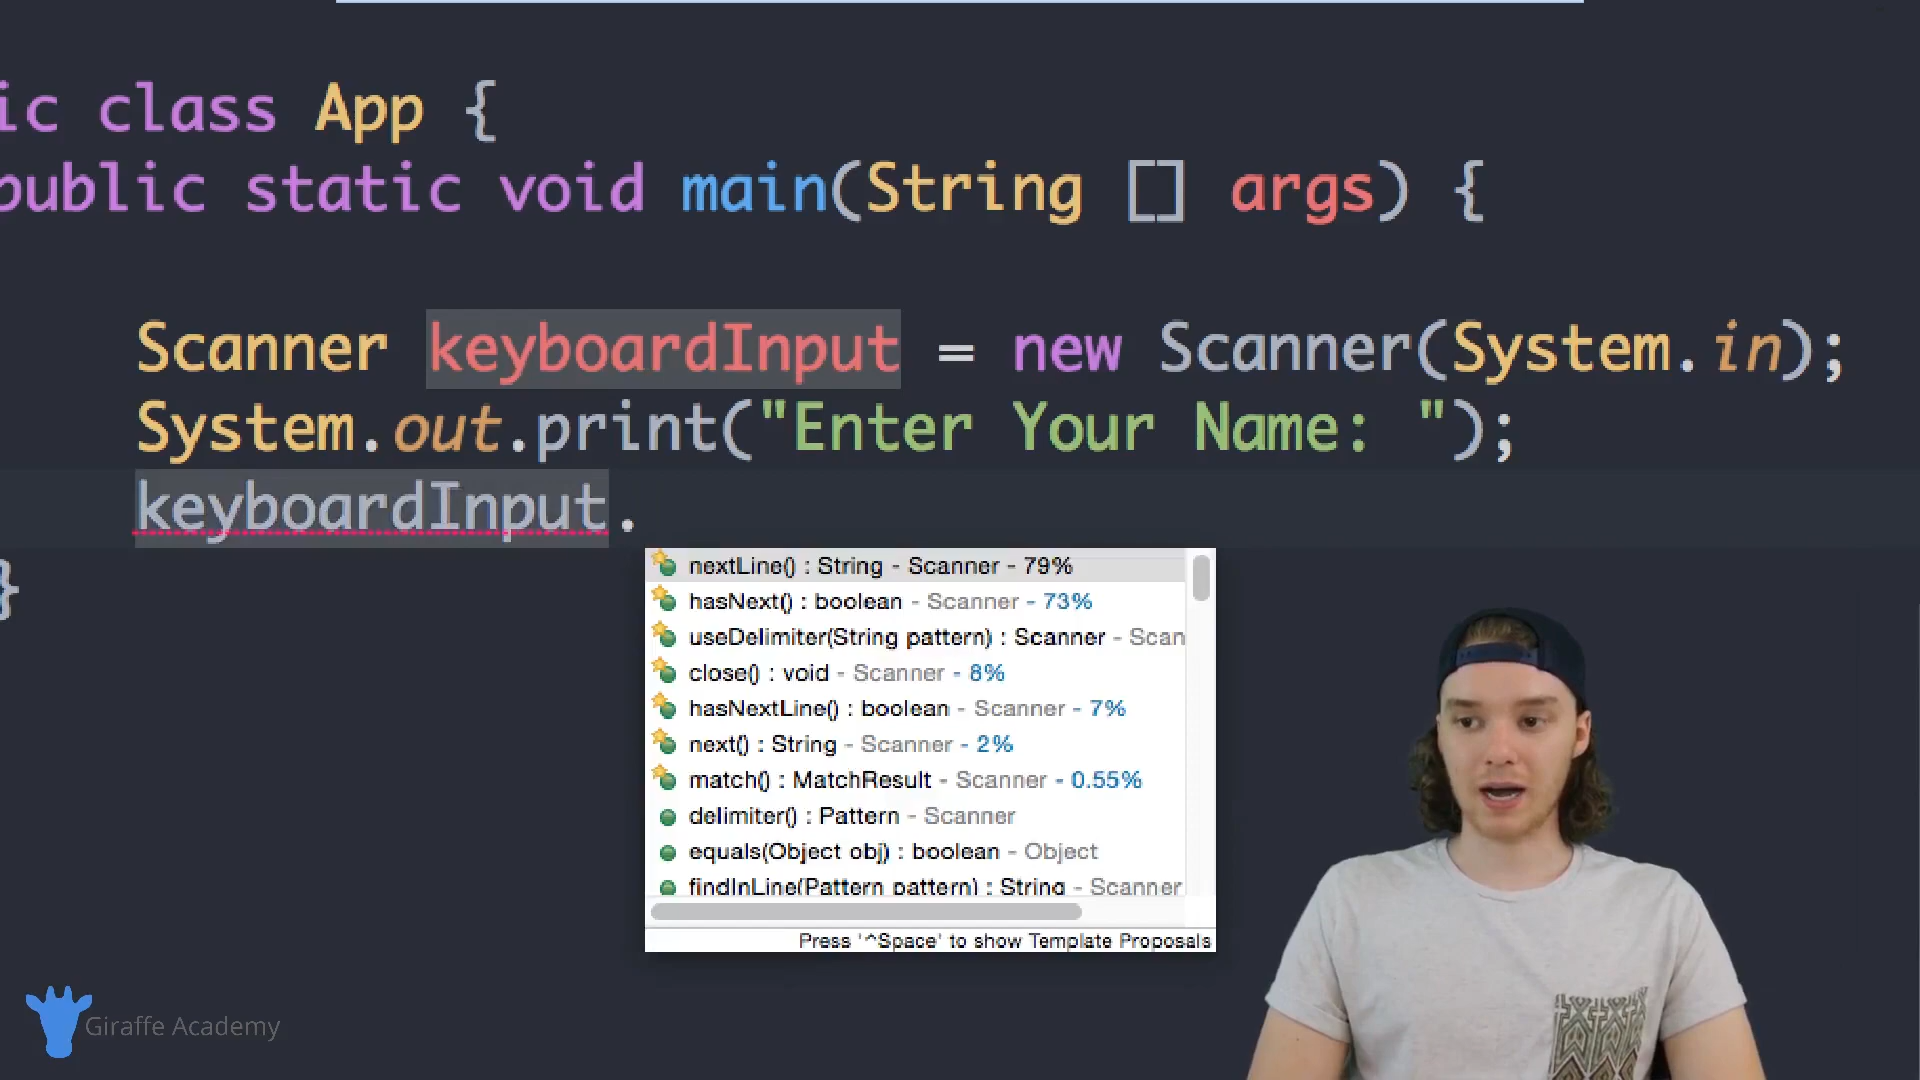 ic class App {
public static void main(String [] args) {
Scanner keyboardInput = new Scanner(System.in);
System.out.print("Enter Your Name: ");
keyboardInput.
}
nextLine() : String - Scanner - 79%
hasNext() : boolean - Scanner - 73%
useDelimiter(String pattern) : Scanner - Scan
close() : void - Scanner - 8%
hasNextLine() : boolean - Scanner - 7%
next() : String - Scanner - 2%
match() : MatchResult - Scanner - 0.55%
delimiter() : Pattern - Scanner
equals(Object obj) : boolean - Object
findInLine(Pattern pattern) : String - Scanner
Press '^Space' to show Template Proposals
Giraffe Academy